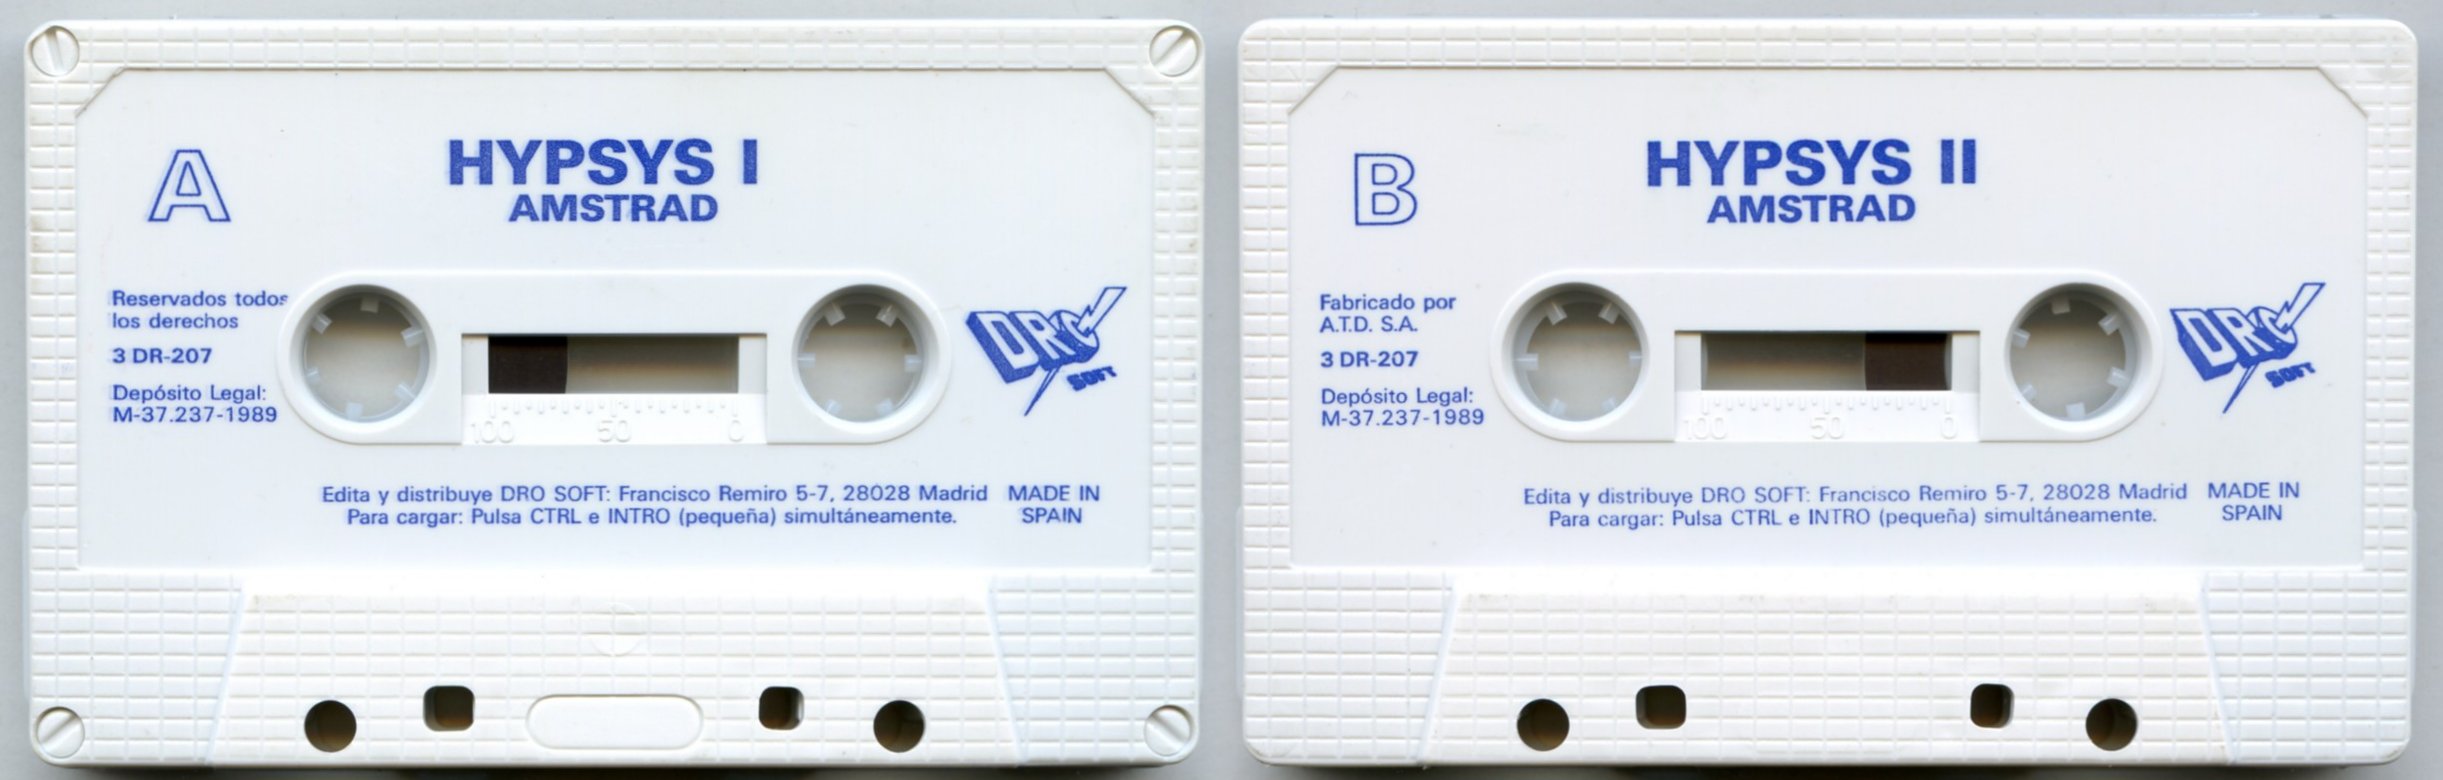 A
HYPSYS I
AMSTRAD
Reservados todos
los derechos
3 DR-207
Depósito Legal:
M-37.237-1989
DRO
SOFT
100 50 0
Edita y distribuye DRO SOFT: Francisco Remiro 5-7, 28028 Madrid
Para cargar: Pulsa CTRL e INTRO (pequeña) simultáneamente.
MADE IN
SPAIN
B
HYPSYS II
AMSTRAD
Fabricado por
A.T.D. S.A.
3 DR-207
Depósito Legal:
M-37.237-1989
DRO
SOFT
100 50 0
Edita y distribuye DRO SOFT: Francisco Remiro 5-7, 28028 Madrid
Para cargar: Pulsa CTRL e INTRO (pequeña) simultáneamente.
MADE IN
SPAIN